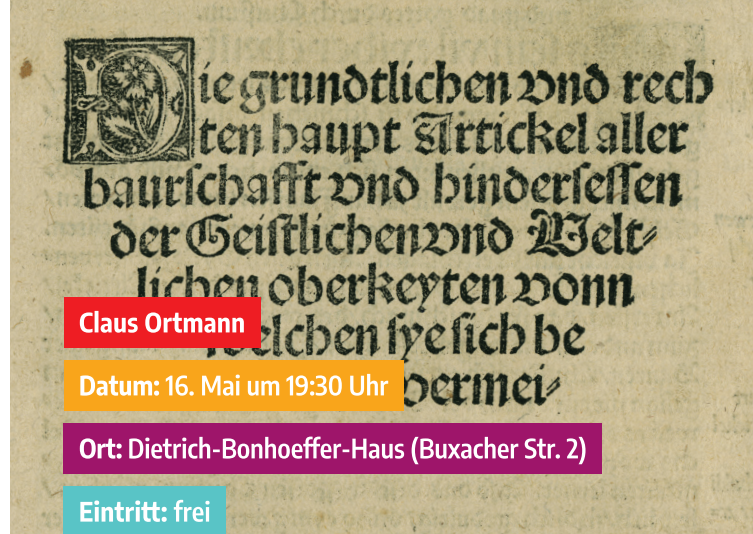 Die grundtlichen vnd rech
ten haupt Artickel aller
baurschafft vnd hindersessen
der Geistlichen vnd Welt⸗
lichen oberkeyten vonn
welchen sye sich be
vermei⸗
Claus Ortmann
Datum: 16. Mai um 19:30 Uhr
Ort: Dietrich-Bonhoeffer-Haus (Buxacher Str. 2)
Eintritt: frei